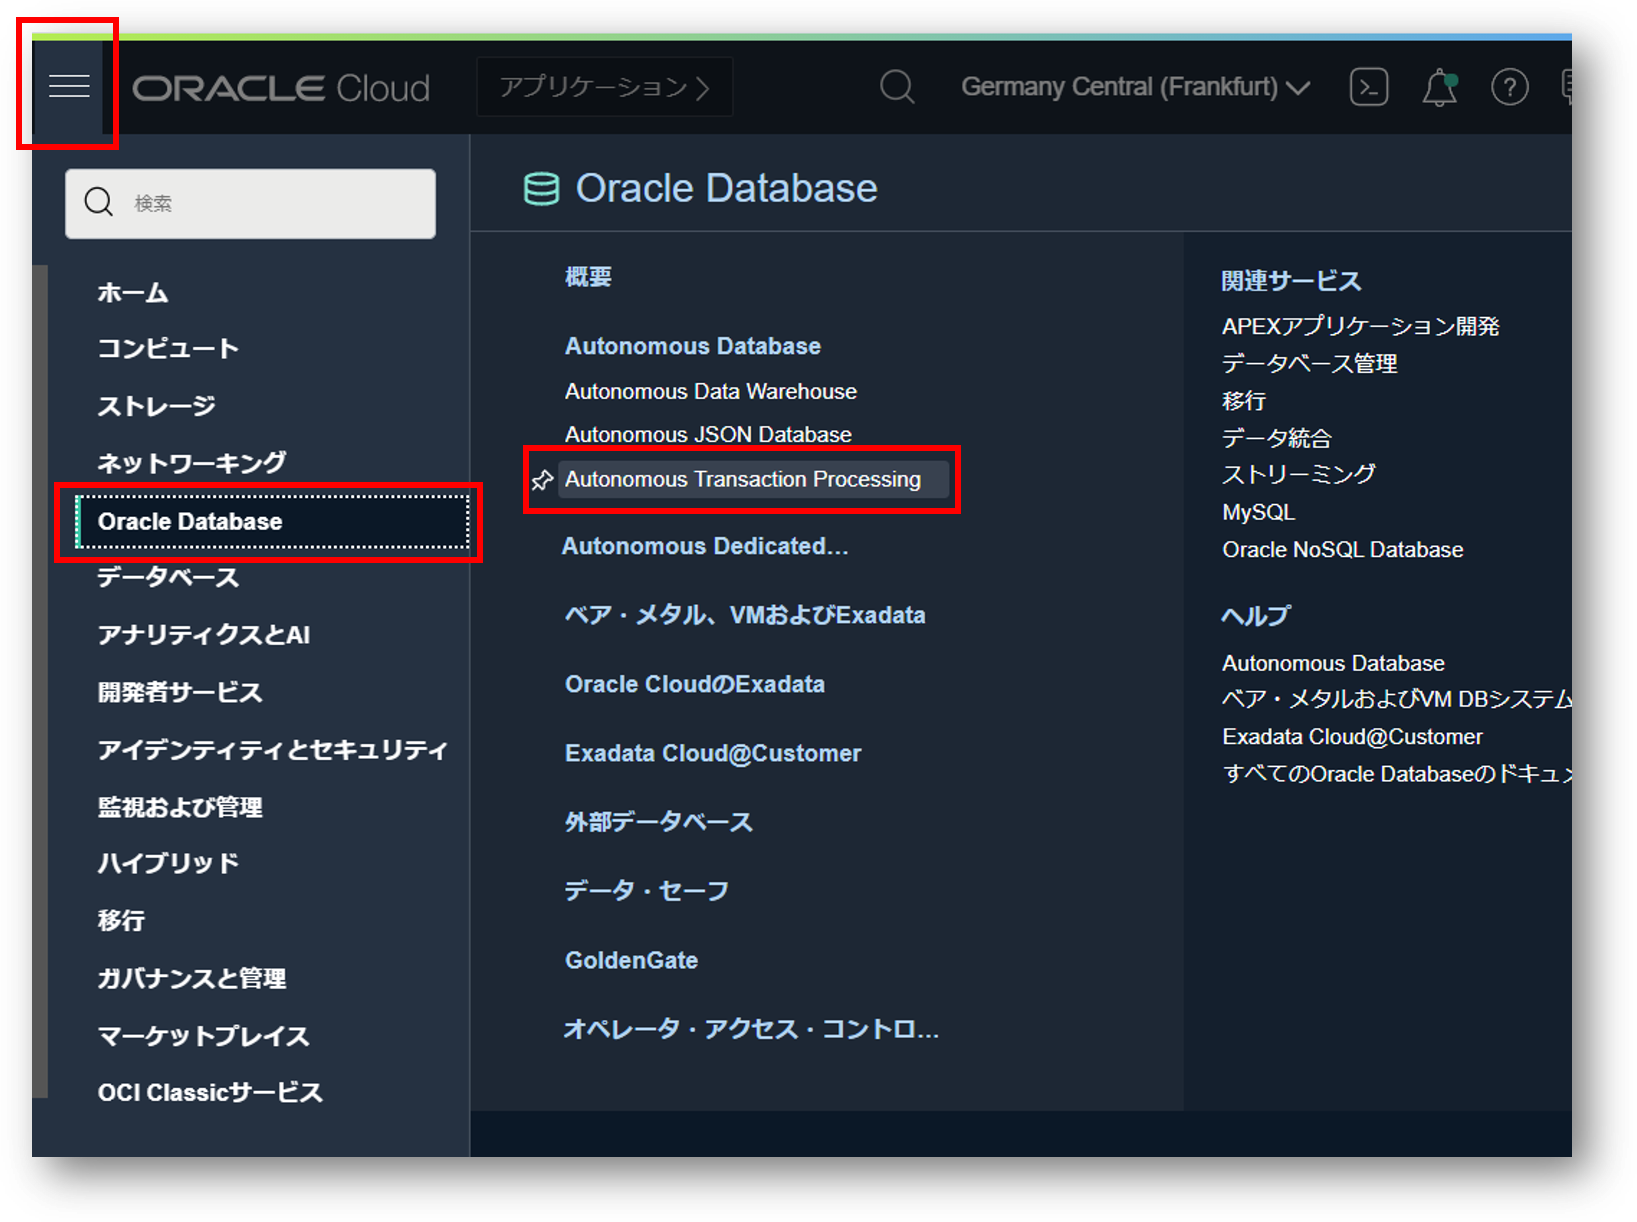 ORACLE Cloud
アプリケーション
Germany Central (Frankfurt)
検索
ホーム
コンピュート
ストレージ
ネットワーキング
Oracle Database
データベース
アナリティクスとAI
開発者サービス
アイデンティティとセキュリティ
監視および管理
ハイブリッド
移行
ガバナンスと管理
マーケットプレイス
OCI Classicサービス
Oracle Database
概要
Autonomous Database
Autonomous Data Warehouse
Autonomous JSON Database
Autonomous Transaction Processing
Autonomous Dedicated...
ベア・メタル、VMおよびExadata
Oracle CloudのExadata
Exadata Cloud@Customer
外部データベース
データ・セーフ
GoldenGate
オペレータ・アクセス・コントロ...
関連サービス
APEXアプリケーション開発
データベース管理
移行
データ統合
ストリーミング
MySQL
Oracle NoSQL Database
ヘルプ
Autonomous Database
ベア・メタルおよびVM DBシステム
Exadata Cloud@Customer
すべてのOracle Databaseのドキュメ